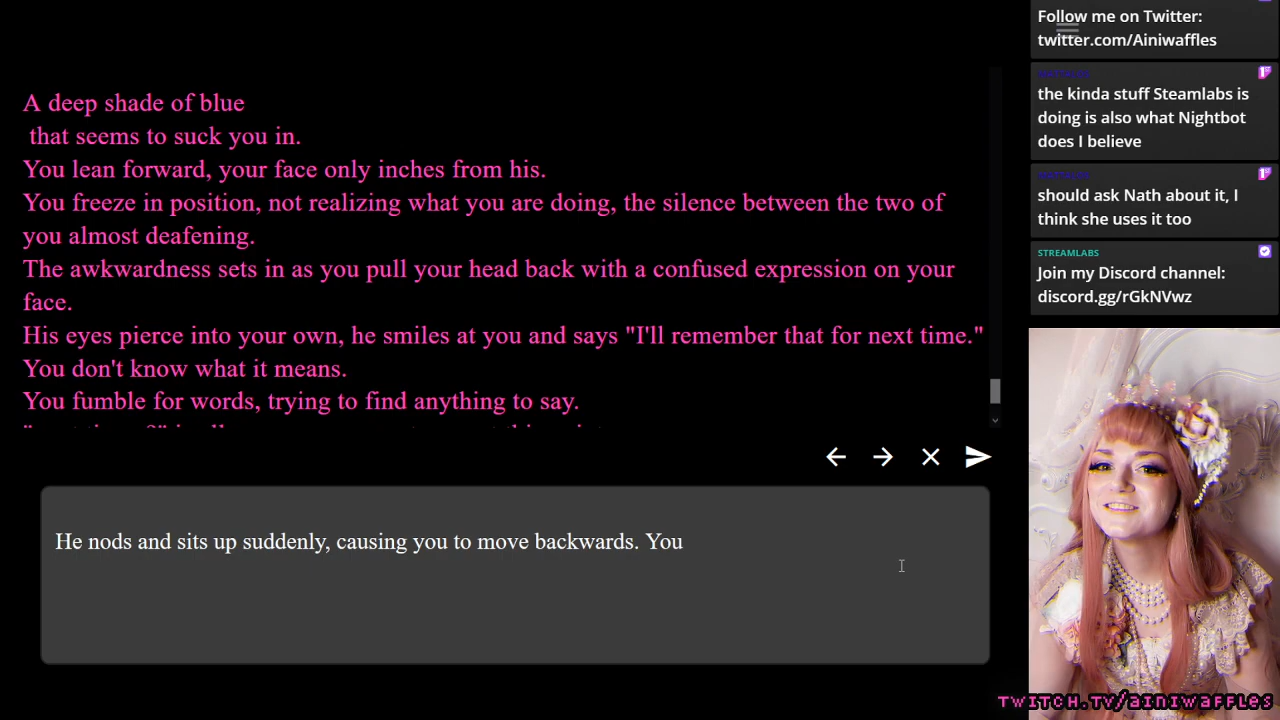 A deep shade of blue
that seems to suck you in.
You lean forward, your face only inches from his.
You freeze in position, not realizing what you are doing, the silence between the two of
you almost deafening.
The awkwardness sets in as you pull your head back with a confused expression on your
face.
His eyes pierce into your own, he smiles at you and says "I'll remember that for next time."
You don't know what it means.
You fumble for words, trying to find anything to say.
He nods and sits up suddenly, causing you to move backwards. You
Follow me on Twitter:
twitter.com/Ainiwaffles
the kinda stuff Steamlabs is
doing is also what Nightbot
does I believe
should ask Nath about it, I
think she uses it too
STREAMLABS
Join my Discord channel:
discord.gg/rGkNVwz
TWITCH.TV/AINIWAFFLES